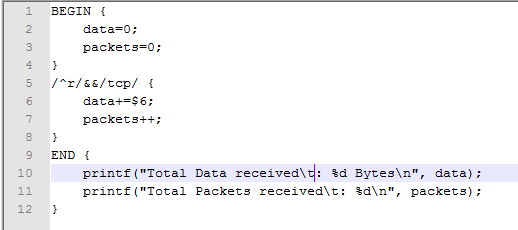 1 BEGIN {
2     data=0;
3     packets=0;
4 }
5 /^r/&&/tcp/ {
6     data+=$6;
7     packets++;
8 }
9 END {
10     printf("Total Data received\t: %d Bytes\n", data);
11     printf("Total Packets received\t: %d\n", packets);
12 }